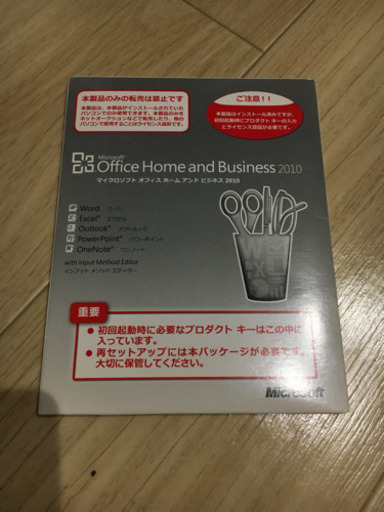 本製品のみの転売は禁止です
本製品は、本製品がインストールされていた
パソコンでのみ使用できます。本製品のみを
ネットオークションなどで転売したり、他の
パソコンで使用することはライセンス違反です。
ご注意!!
本製品はインストール済みですが、
初回起動時にプロダクト キーの入力
とライセンス認証が必要です。
Microsoft®
Office Home and Business 2010
マイクロソフト オフィス ホーム アンド ビジネス 2010
Word ワード
Excel® エクセル
Outlook® アウトルック
PowerPoint® パワーポイント
OneNote® ワンノート
with Input Method Editor
インプット メソッド エディター
重要
● 初回起動時に必要なプロダクト キーはこの中に
入っています。
● 再セットアップには本パッケージが必要です。
大切に保管してください。
Microsoft